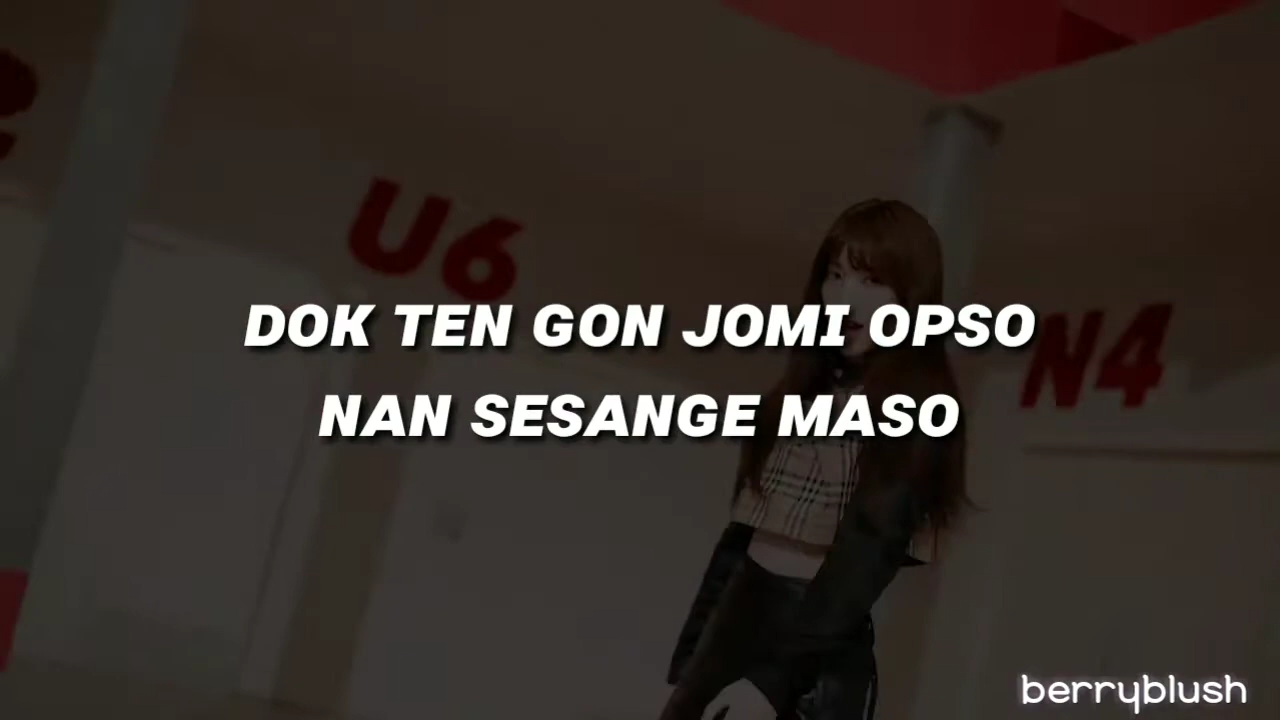 U6
N4
DOK TEN GON JOMI OPSO
NAN SESANGE MASO
berryblush